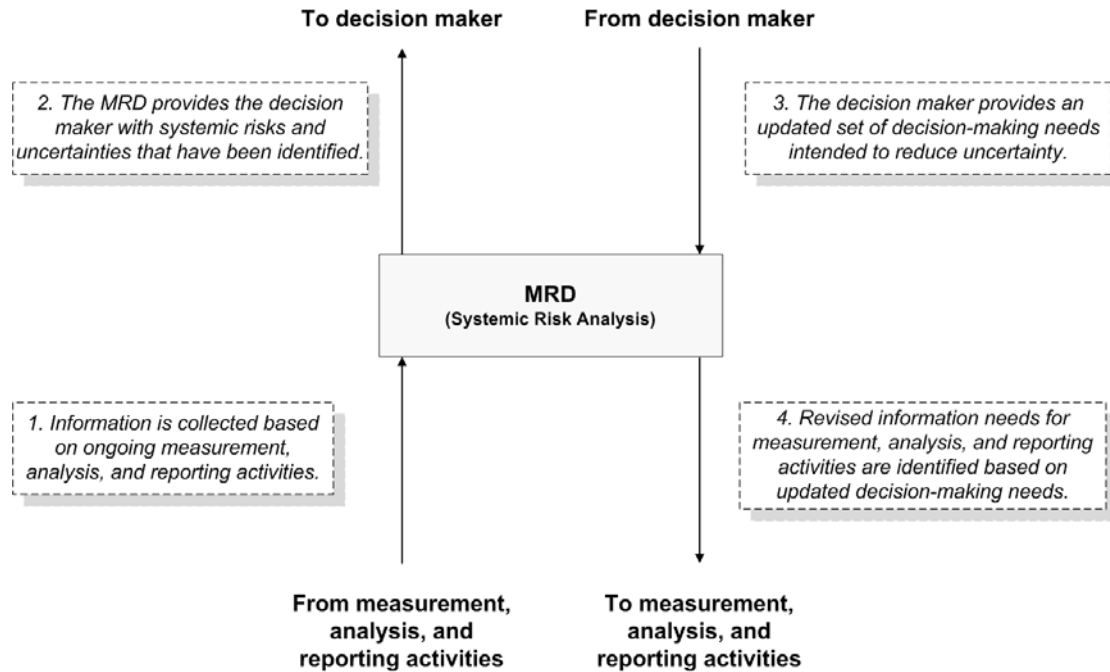 To decision maker
From decision maker
2. The MRD provides the decision
maker with systemic risks and
uncertainties that have been identified.
3. The decision maker provides an
updated set of decision-making needs
intended to reduce uncertainty.
MRD
(Systemic Risk Analysis)
1. Information is collected based
on ongoing measurement,
analysis, and reporting activities.
4. Revised information needs for
measurement, analysis, and reporting
activities are identified based on
updated decision-making needs.
From measurement,
analysis, and
reporting activities
To measurement,
analysis, and
reporting activities